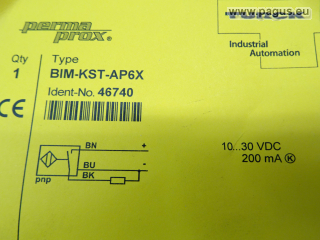 www.pagus.eu
perma
prox®
TURCK
Industrial
Automation
Qty Type
1 BIM-KST-AP6X
Ident-No. 46740
CE
BN +
BU -
BK
pnp
10...30 VDC
200 mA Ⓚ